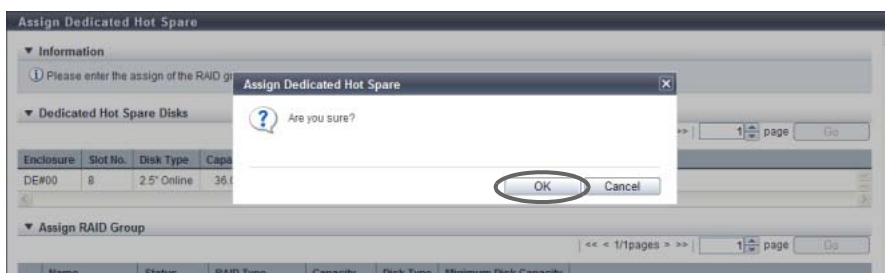 Assign Dedicated Hot Spare
▼ Information
Please enter the assign of the RAID
Assign Dedicated Hot Spare
Are you sure?
OK Cancel
▼ Dedicated Hot Spare Disks
>> | 1 page Go
Enclosure Slot No. Disk Type
DE#00 8 2.5" Online
▼ Assign RAID Group
| << < 1/1pages > >> | 1 page Go
Name Status RAID Type Capacity Disk Type Minimum Disk Capacity